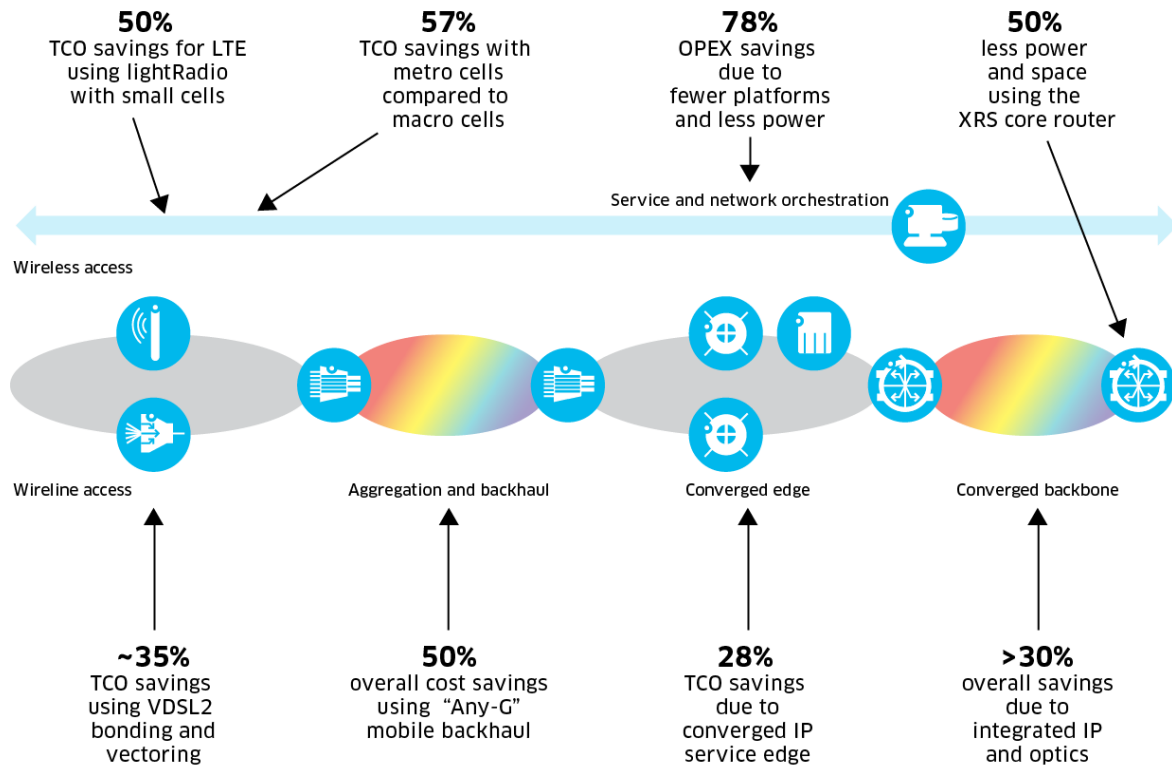 50%
TCO savings for LTE
using lightRadio
with small cells
57%
TCO savings with
metro cells
compared to
macro cells
78%
OPEX savings
due to
fewer platforms
and less power
50%
less power
and space
using the
XRS core router
Service and network orchestration
Wireless access
Wireline access
Aggregation and backhaul
Converged edge
Converged backbone
~35%
TCO savings
using VDSL2
bonding and
vectoring
50%
overall cost savings
using “Any-G”
mobile backhaul
28%
TCO savings
due to
converged IP
service edge
>30%
overall savings
due to
integrated IP
and optics